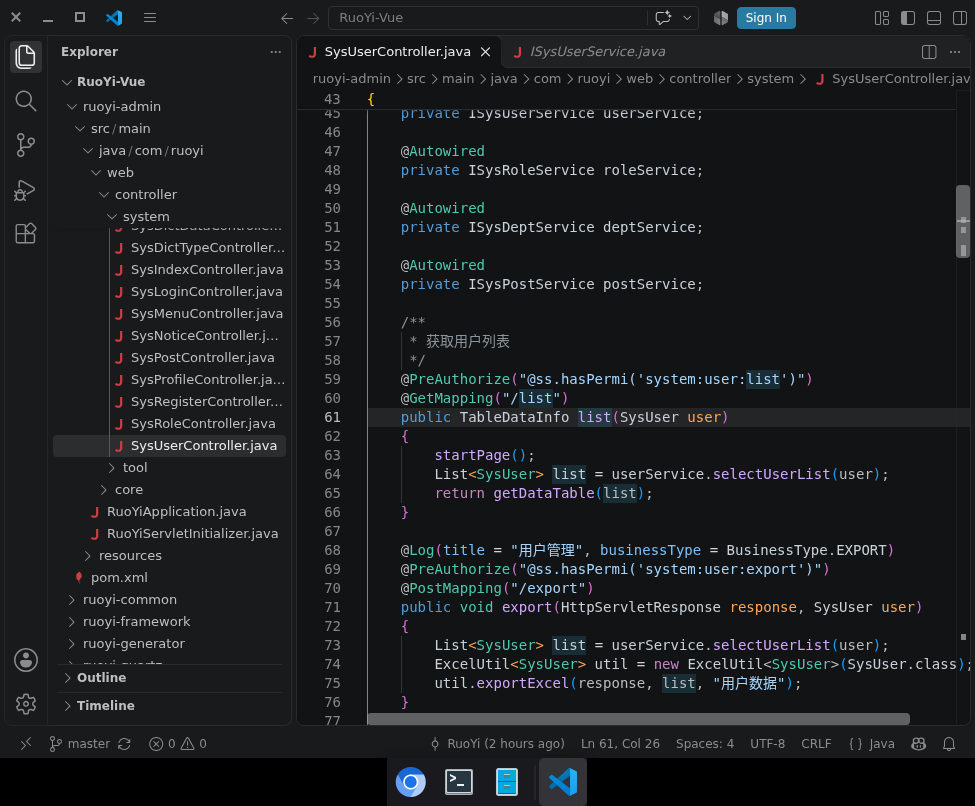 RuoYi-Vue
Sign In
Explorer
SysUserController.java
ISysUserService.java
RuoYi-Vue
ruoyi-admin
src/main
java/com/ruoyi
web
controller
system
SysDictDataController...
SysDictTypeController...
SysIndexController.java
SysLoginController.java
SysMenuController.java
SysNoticeController.j...
SysPostController.java
SysProfileController.ja...
SysRegisterController...
SysRoleController.java
SysUserController.java
tool
core
RuoYiApplication.java
RuoYiServletInitializer.java
resources
pom.xml
ruoyi-common
ruoyi-framework
ruoyi-generator
ruoyi-quartz
Outline
Timeline
ruoyi-admin > src > main > java > com > ruoyi > web > controller > system > SysUserController.jav
43 {
45 private ISysUserService userService;
46
47 @Autowired
48 private ISysRoleService roleService;
49
50 @Autowired
51 private ISysDeptService deptService;
52
53 @Autowired
54 private ISysPostService postService;
55
56 /**
57 * 获取用户列表
58 */
59 @PreAuthorize("@ss.hasPermi('system:user:list')")
60 @GetMapping("/list")
61 public TableDataInfo list(SysUser user)
62 {
63 startPage();
64 List<SysUser> list = userService.selectUserList(user);
65 return getDataTable(list);
66 }
67
68 @Log(title = "用户管理", businessType = BusinessType.EXPORT)
69 @PreAuthorize("@ss.hasPermi('system:user:export')")
70 @PostMapping("/export")
71 public void export(HttpServletResponse response, SysUser user)
72 {
73 List<SysUser> list = userService.selectUserList(user);
74 ExcelUtil<SysUser> util = new ExcelUtil<SysUser>(SysUser.class);
75 util.exportExcel(response, list, "用户数据");
76 }
77
master
0
0
RuoYi (2 hours ago)
Ln 61, Col 26
Spaces: 4
UTF-8
CRLF
{ } Java